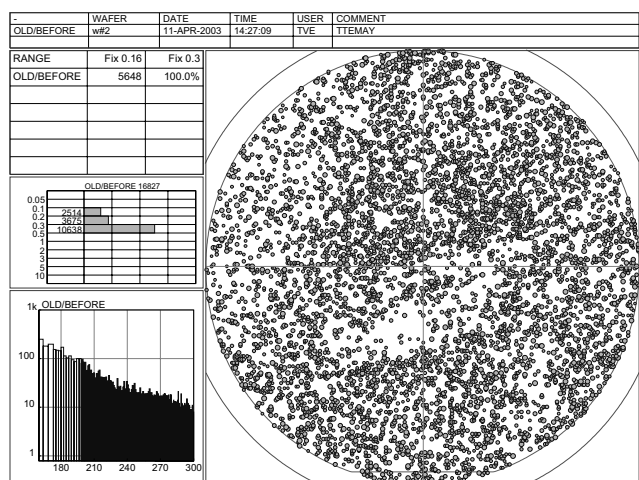 - WAFER DATE TIME USER COMMENT
OLD/BEFORE w#2 11-APR-2003 14:27:09 TVE TTEMAY
RANGE Fix 0.16 Fix 0.3
OLD/BEFORE 5648 100.0%
OLD/BEFORE 16827
0.05
0.1
2514
0.2
3675
0.3
10638
0.5
1
2
3
5
10
OLD/BEFORE
1k
100
10
1
180 210 240 270 300